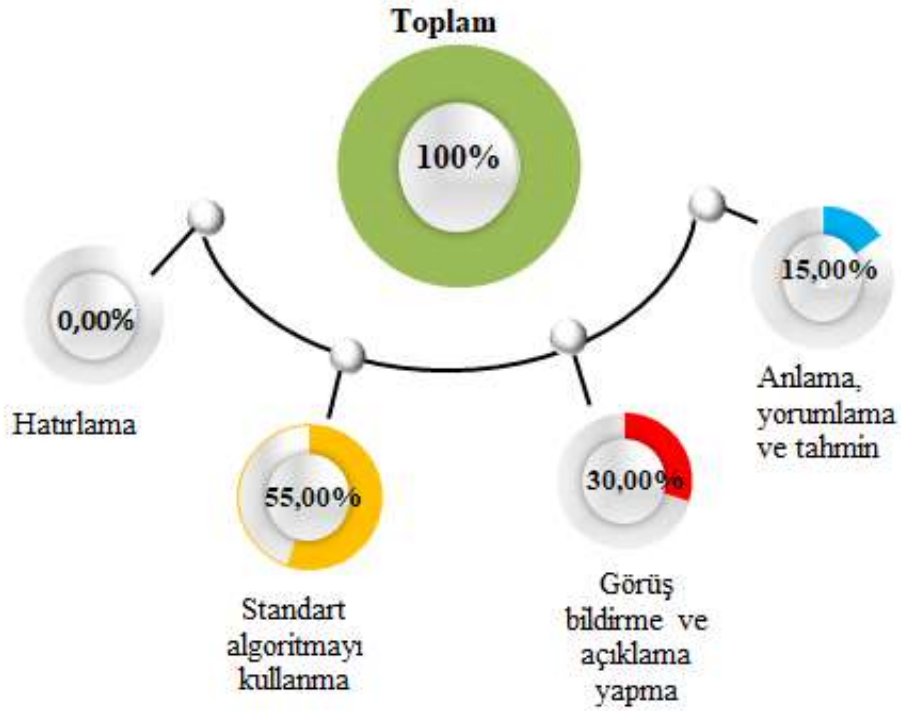 Toplam
100%
0,00%
Hatırlama
55,00%
Standart
algoritmayı
kullanma
30,00%
Görüş
bildirme ve
açıklama
yapma
15,00%
Anlama,
yorumlama
ve tahmin